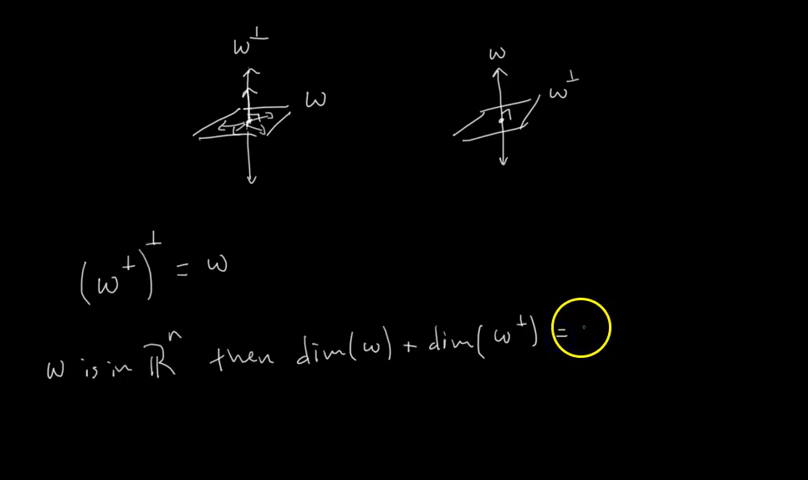 W⊥
W
W
W⊥
(W⊥)⊥ = W
W is in ℝⁿ then dim(W) + dim(W⊥) =